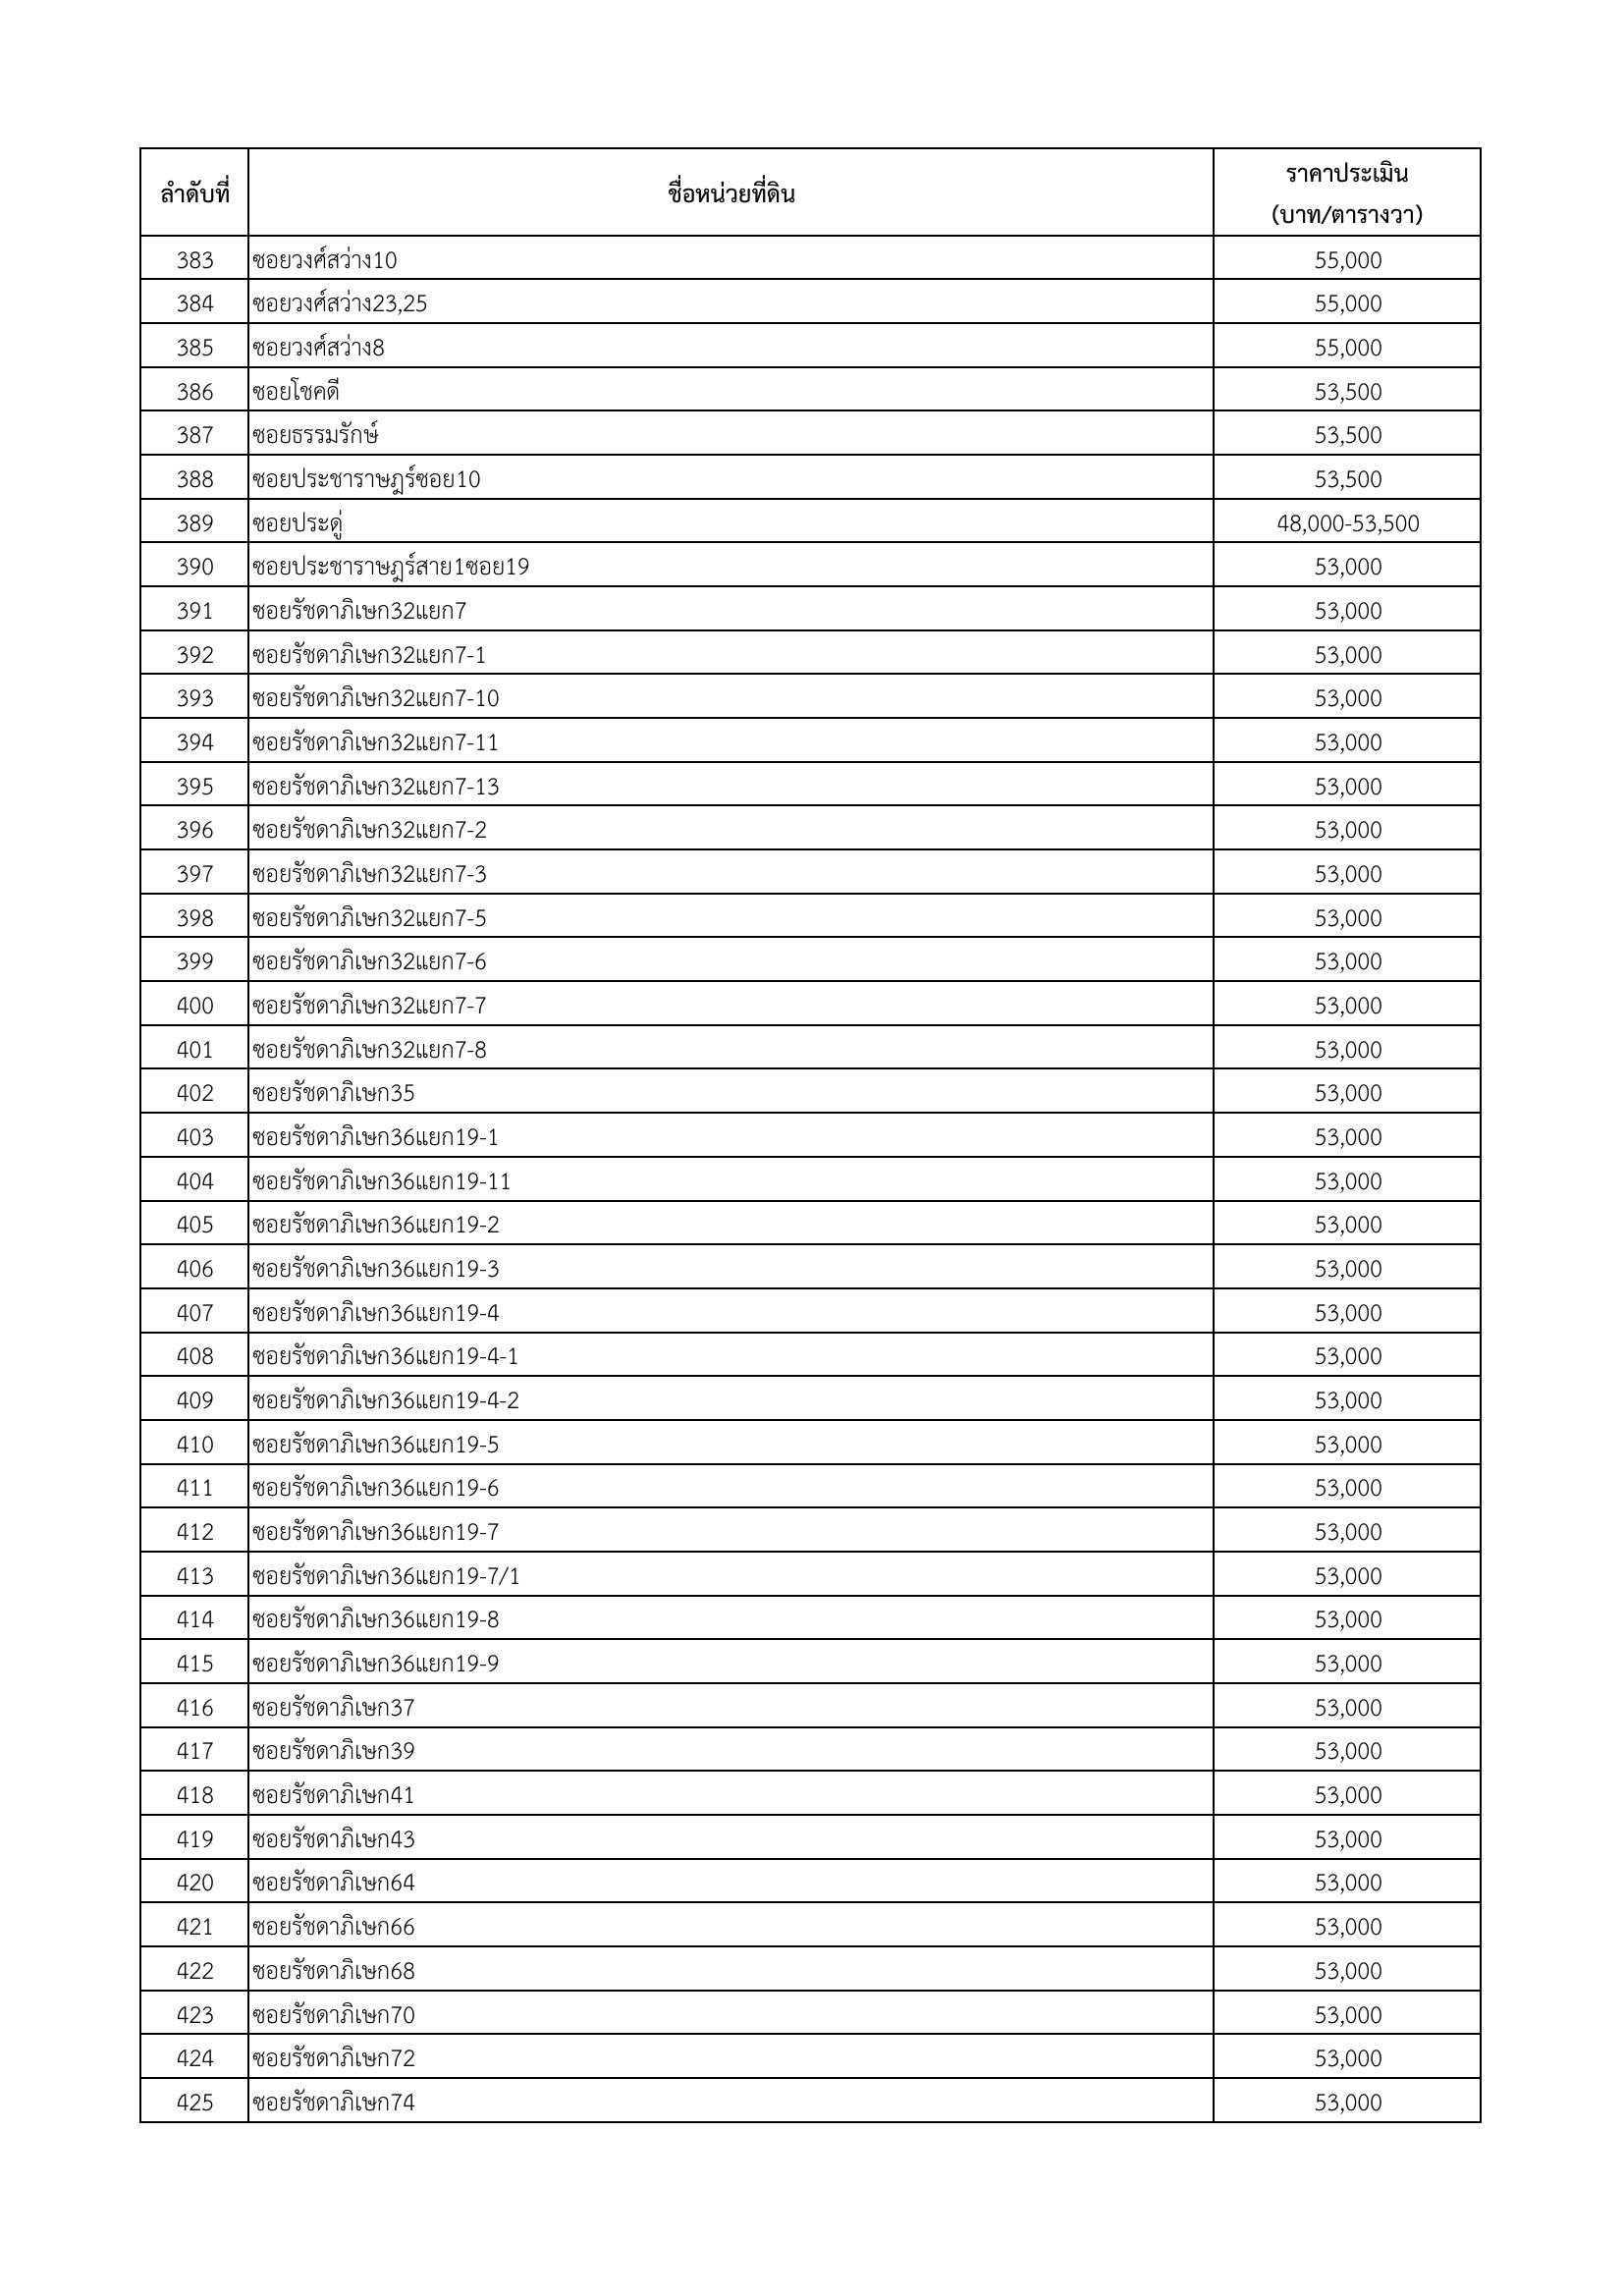 ลำดับที่ ชื่อหน่วยที่ดิน ราคาประเมิน
(บาท/ตารางวา)
383 ซอยวงศ์สว่าง10 55,000
384 ซอยวงศ์สว่าง23,25 55,000
385 ซอยวงศ์สว่าง8 55,000
386 ซอยโชคดี 53,500
387 ซอยธรรมรักษ์ 53,500
388 ซอยประชาราษฎร์ซอย10 53,500
389 ซอยประดู่ 48,000-53,500
390 ซอยประชาราษฎร์สาย1ซอย19 53,000
391 ซอยรัชดาภิเษก32แยก7 53,000
392 ซอยรัชดาภิเษก32แยก7-1 53,000
393 ซอยรัชดาภิเษก32แยก7-10 53,000
394 ซอยรัชดาภิเษก32แยก7-11 53,000
395 ซอยรัชดาภิเษก32แยก7-13 53,000
396 ซอยรัชดาภิเษก32แยก7-2 53,000
397 ซอยรัชดาภิเษก32แยก7-3 53,000
398 ซอยรัชดาภิเษก32แยก7-5 53,000
399 ซอยรัชดาภิเษก32แยก7-6 53,000
400 ซอยรัชดาภิเษก32แยก7-7 53,000
401 ซอยรัชดาภิเษก32แยก7-8 53,000
402 ซอยรัชดาภิเษก35 53,000
403 ซอยรัชดาภิเษก36แยก19-1 53,000
404 ซอยรัชดาภิเษก36แยก19-11 53,000
405 ซอยรัชดาภิเษก36แยก19-2 53,000
406 ซอยรัชดาภิเษก36แยก19-3 53,000
407 ซอยรัชดาภิเษก36แยก19-4 53,000
408 ซอยรัชดาภิเษก36แยก19-4-1 53,000
409 ซอยรัชดาภิเษก36แยก19-4-2 53,000
410 ซอยรัชดาภิเษก36แยก19-5 53,000
411 ซอยรัชดาภิเษก36แยก19-6 53,000
412 ซอยรัชดาภิเษก36แยก19-7 53,000
413 ซอยรัชดาภิเษก36แยก19-7/1 53,000
414 ซอยรัชดาภิเษก36แยก19-8 53,000
415 ซอยรัชดาภิเษก36แยก19-9 53,000
416 ซอยรัชดาภิเษก37 53,000
417 ซอยรัชดาภิเษก39 53,000
418 ซอยรัชดาภิเษก41 53,000
419 ซอยรัชดาภิเษก43 53,000
420 ซอยรัชดาภิเษก64 53,000
421 ซอยรัชดาภิเษก66 53,000
422 ซอยรัชดาภิเษก68 53,000
423 ซอยรัชดาภิเษก70 53,000
424 ซอยรัชดาภิเษก72 53,000
425 ซอยรัชดาภิเษก74 53,000